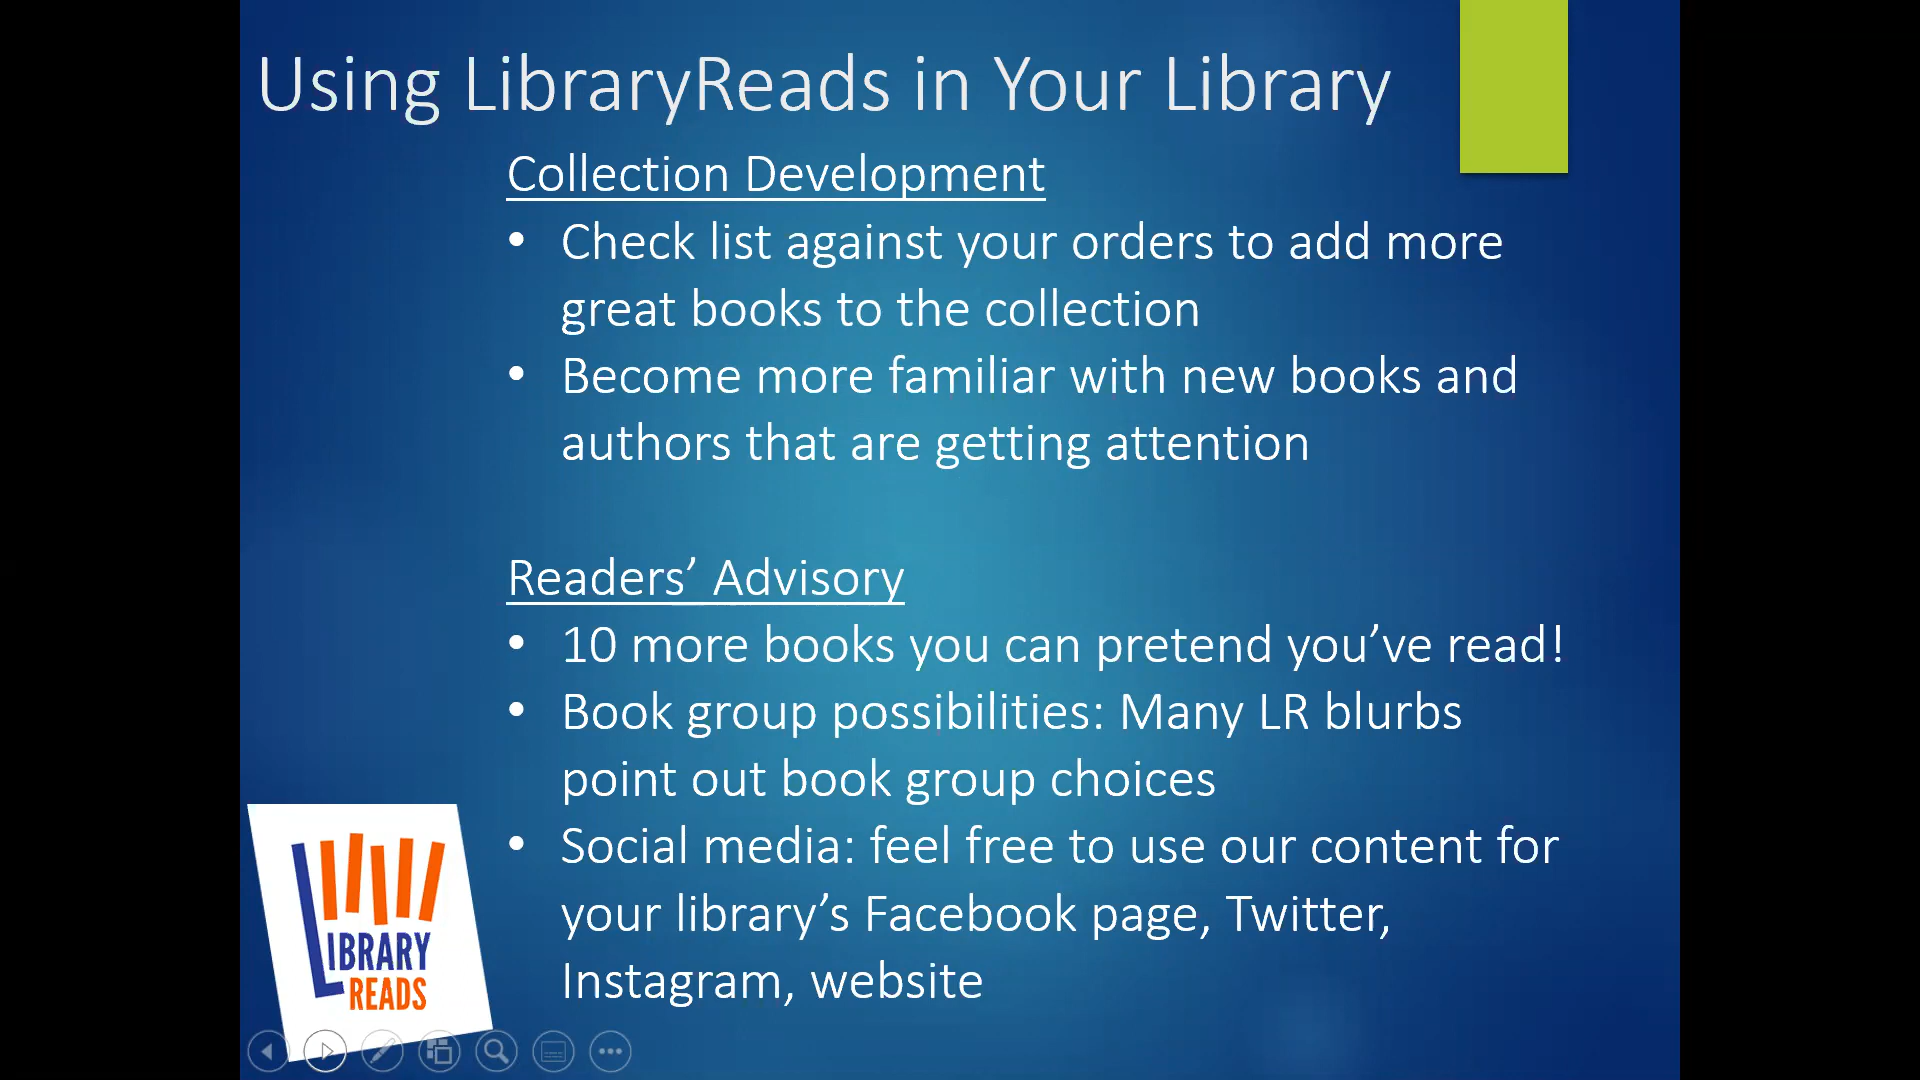 Using LibraryReads in Your Library
Collection Development
• Check list against your orders to add more
great books to the collection
• Become more familiar with new books and
authors that are getting attention
Readers’ Advisory
• 10 more books you can pretend you’ve read!
• Book group possibilities: Many LR blurbs
point out book group choices
• Social media: feel free to use our content for
your library’s Facebook page, Twitter,
Instagram, website
LIBRARY
READS